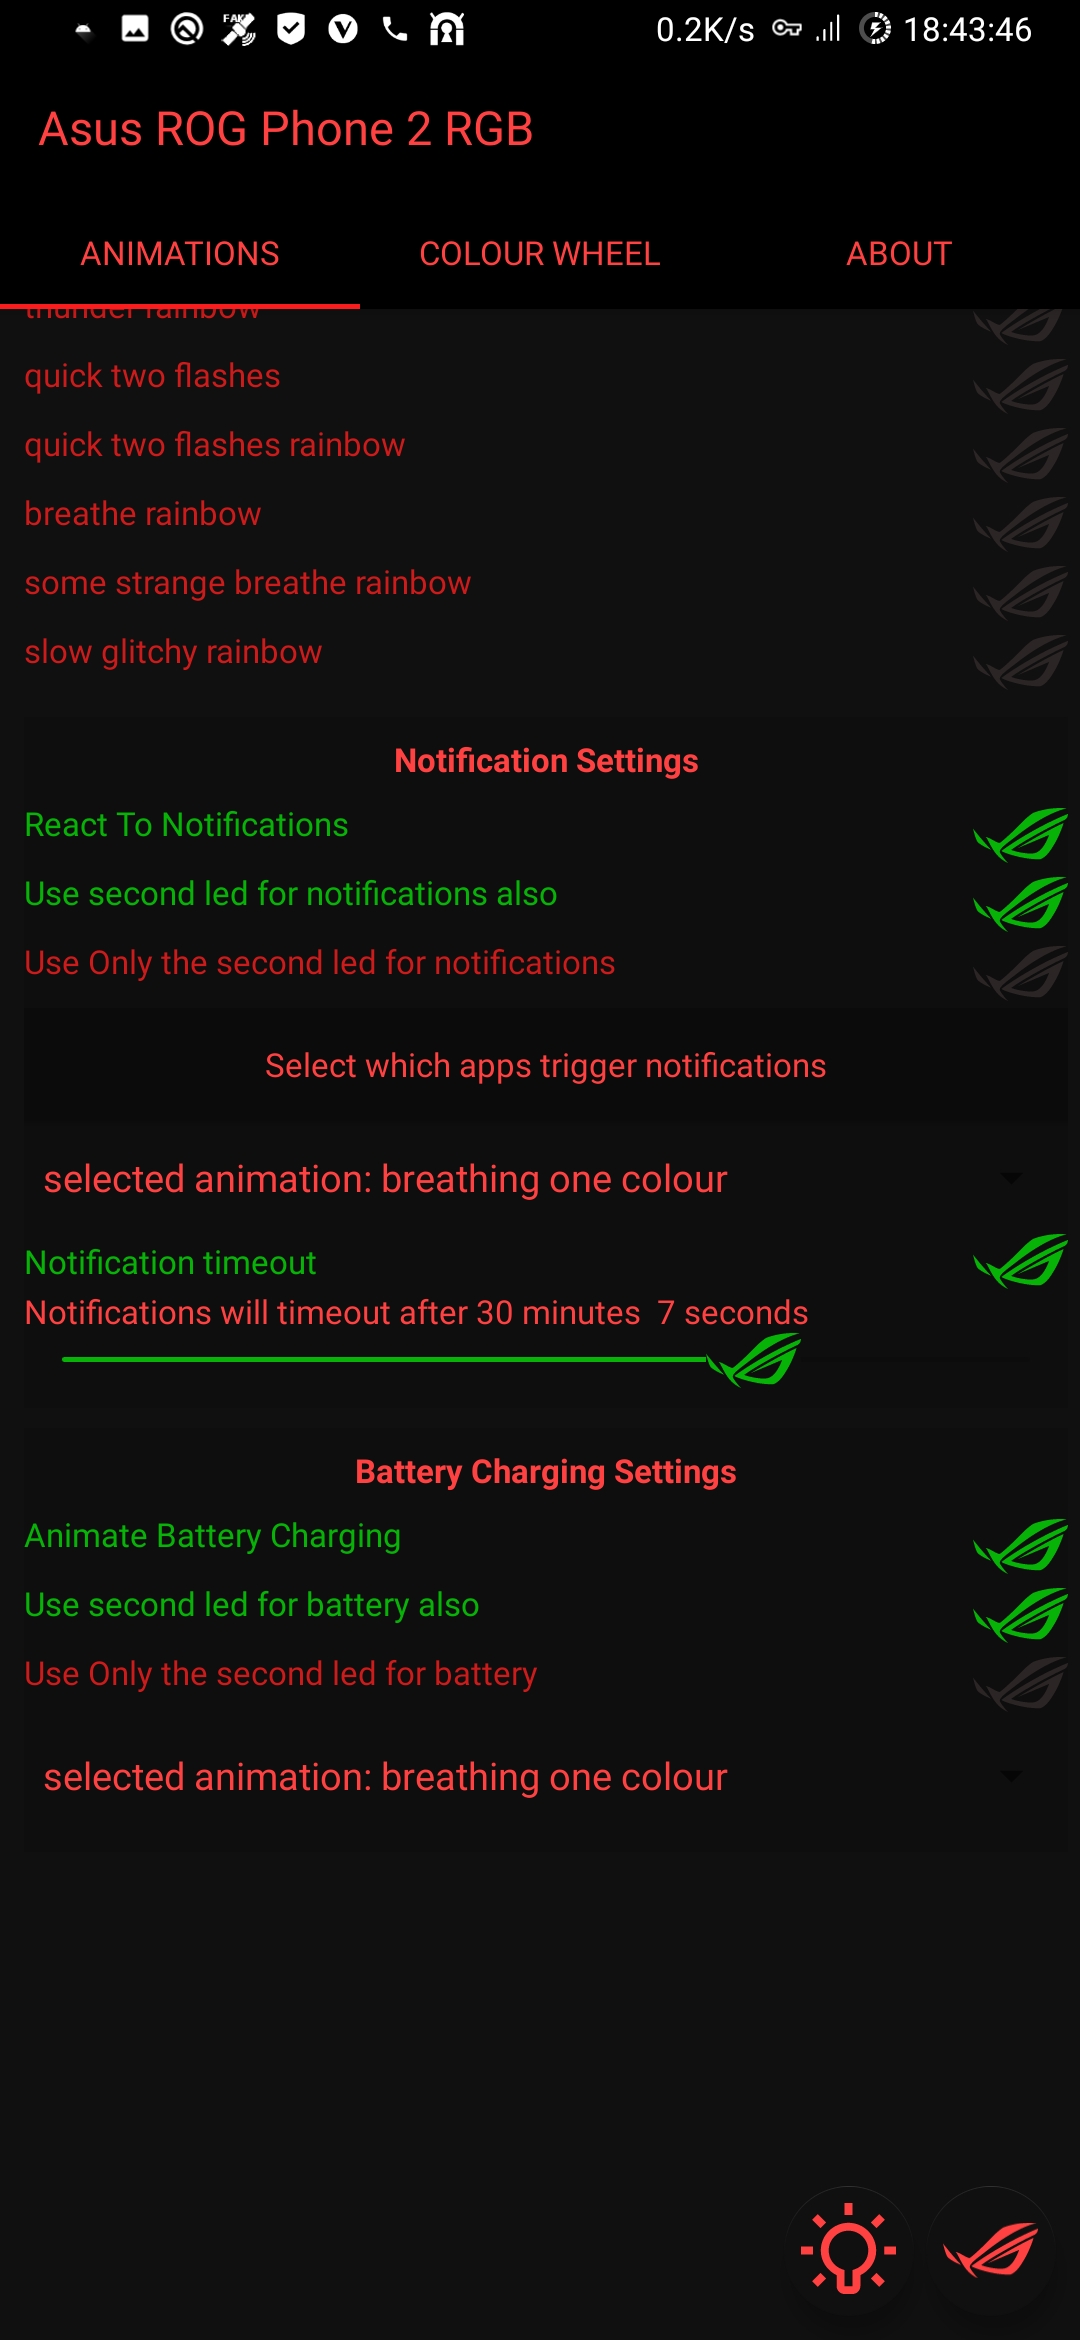 FAKE
0.2K/s
18:43:46
Asus ROG Phone 2 RGB
ANIMATIONS
COLOUR WHEEL
ABOUT
thunder rainbow
quick two flashes
quick two flashes rainbow
breathe rainbow
some strange breathe rainbow
slow glitchy rainbow
Notification Settings
React To Notifications
Use second led for notifications also
Use Only the second led for notifications
Select which apps trigger notifications
selected animation: breathing one colour
Notification timeout
Notifications will timeout after 30 minutes  7 seconds
Battery Charging Settings
Animate Battery Charging
Use second led for battery also
Use Only the second led for battery
selected animation: breathing one colour